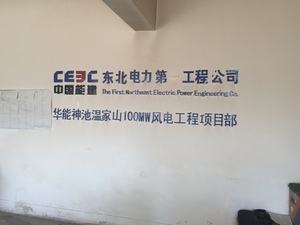 CEEC 东北电力第一工程公司
中国能建 The First Northeast Electric Power Engineering Co.
华能神池温家山100MW风电工程项目部